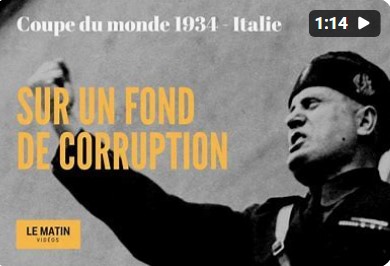 Coupe du monde 1934 - Italie
1:14
SUR UN FOND
DE CORRUPTION
LE MATIN
VIDÉOS